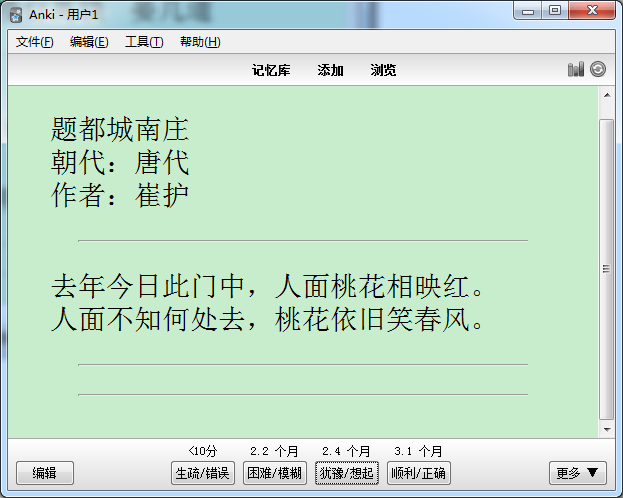 Anki - 用户1
文件(F) 编辑(E) 工具(T) 帮助(H)
记忆库 添加 浏览
题都城南庄
朝代：唐代
作者：崔护
去年今日此门中，人面桃花相映红。
人面不知何处去，桃花依旧笑春风。
<10分 2.2 个月 2.4 个月 3.1 个月
编辑 生疏/错误 困难/模糊 犹豫/想起 顺利/正确 更多 ▼